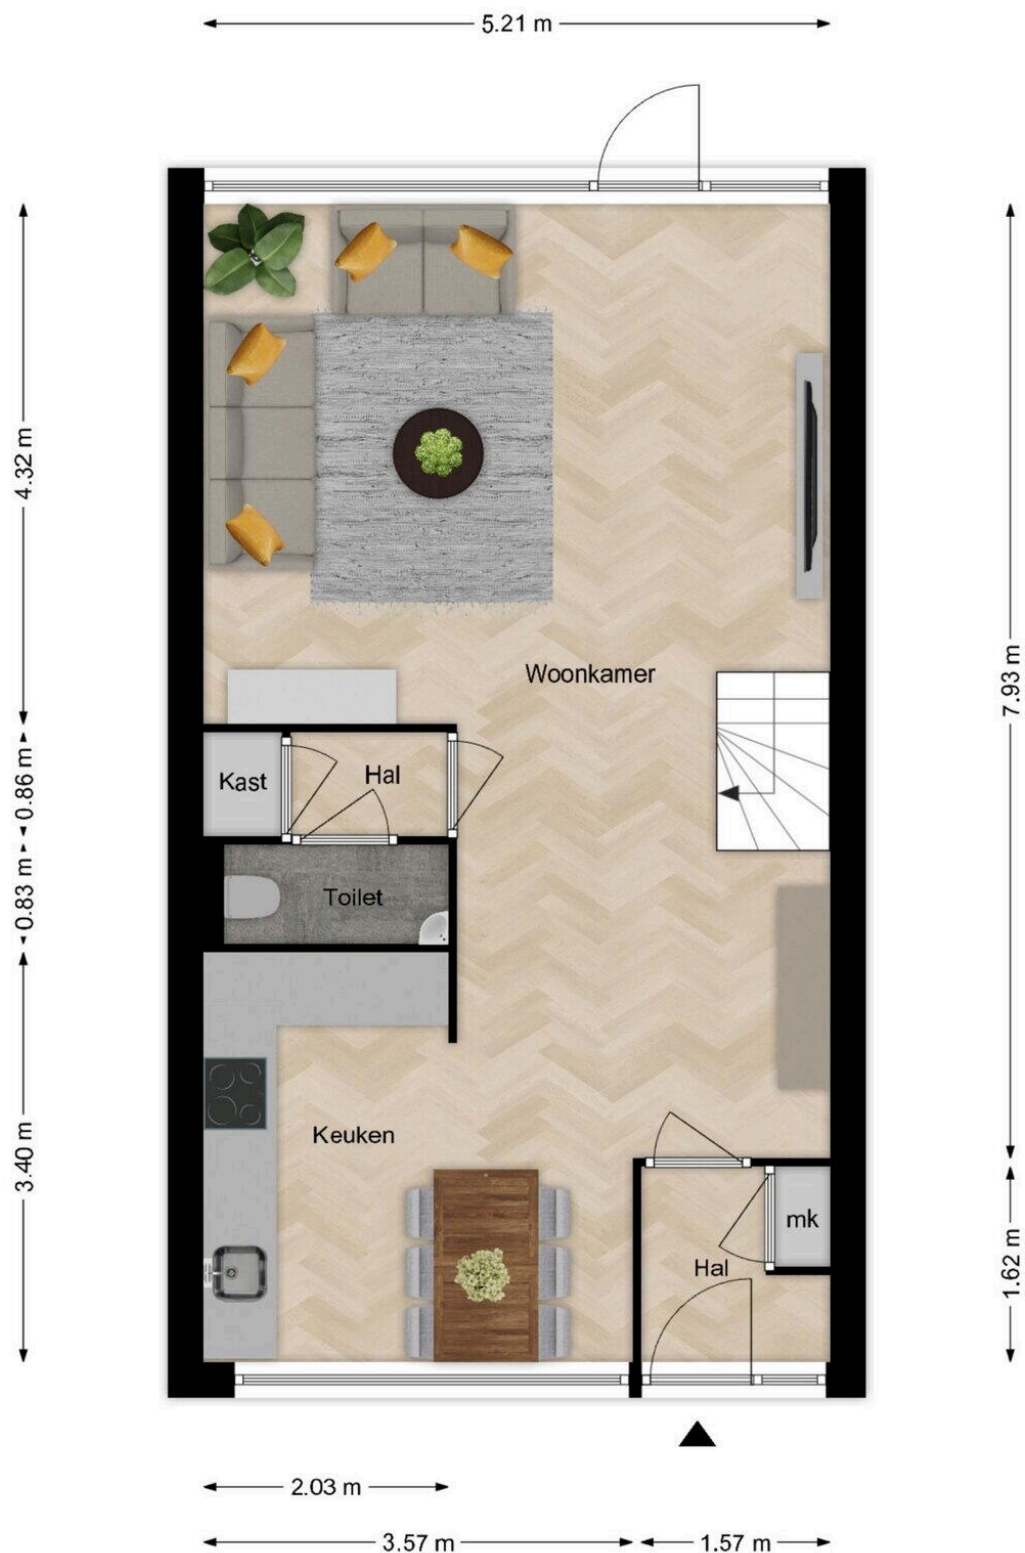 5.21 m
4.32 m
7.93 m
Woonkamer
0.86 m
Kast
Hal
0.83 m
Toilet
3.40 m
Keuken
mk
Hal
1.62 m
2.03 m
3.57 m
1.57 m